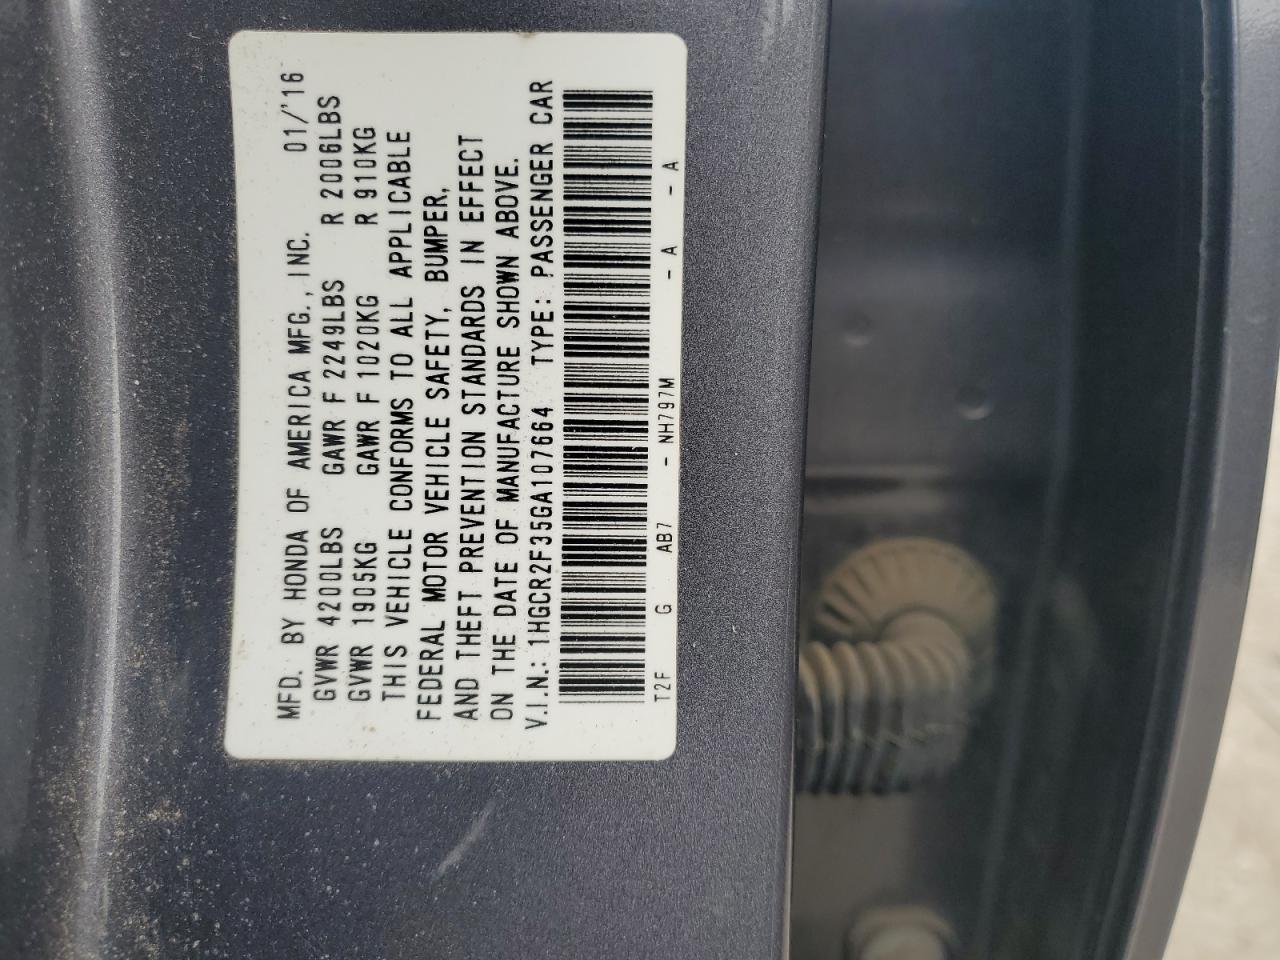 MFD. BY HONDA OF AMERICA MFG., INC. 01/'16
GVWR 4200LBS GAWR F 2249LBS R 2006LBS
GVWR 1905KG GAWR F 1020KG R 910KG
THIS VEHICLE CONFORMS TO ALL APPLICABLE
FEDERAL MOTOR VEHICLE SAFETY, BUMPER,
AND THEFT PREVENTION STANDARDS IN EFFECT
ON THE DATE OF MANUFACTURE SHOWN ABOVE.
V.I.N.: 1HGCR2F35GA107664 TYPE: PASSENGER CAR
T2F G AB7 - NH797M - A - A